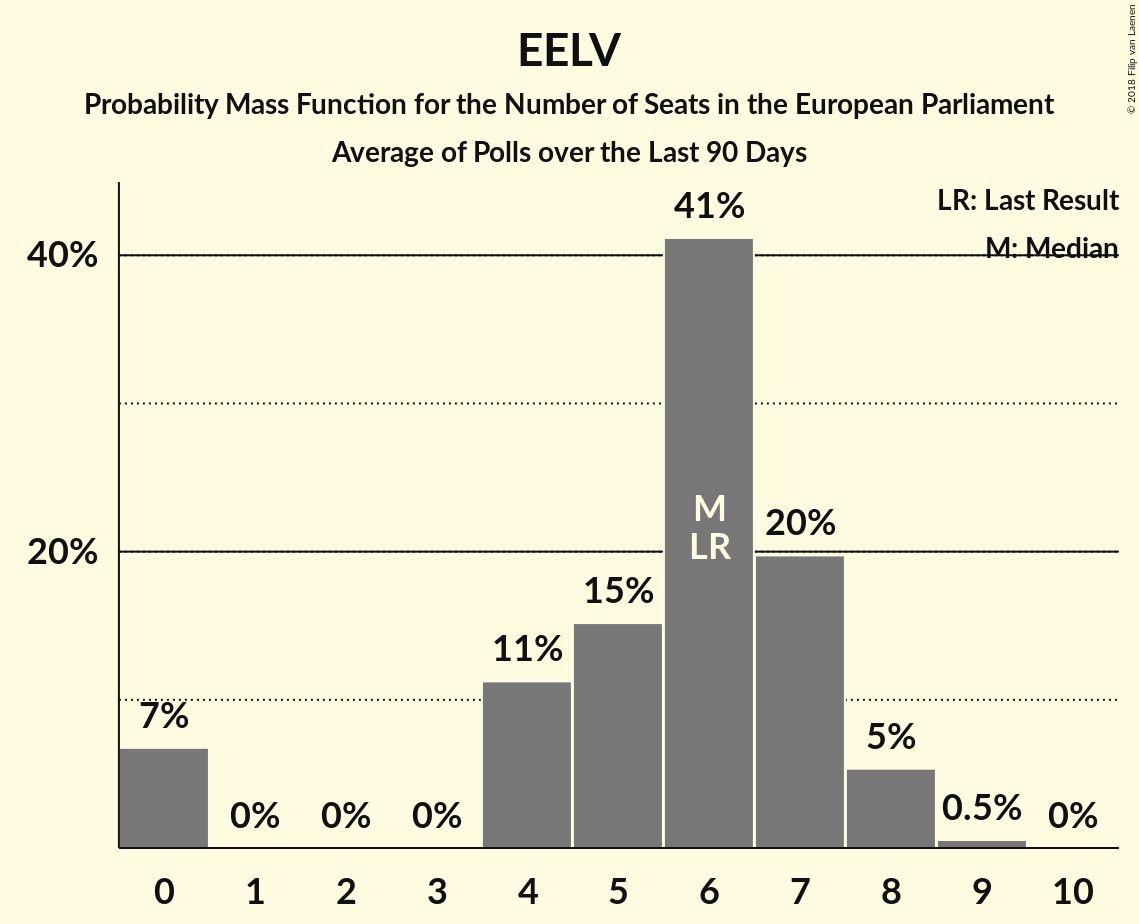 EELV
Probability Mass Function for the Number of Seats in the European Parliament
Average of Polls over the Last 90 Days
© 2018 Filip van Laenen
LR: Last Result
M: Median
40%
20%
7%
0%
0%
0%
11%
15%
41%
20%
5%
0.5%
0%
M
LR
0 1 2 3 4 5 6 7 8 9 10